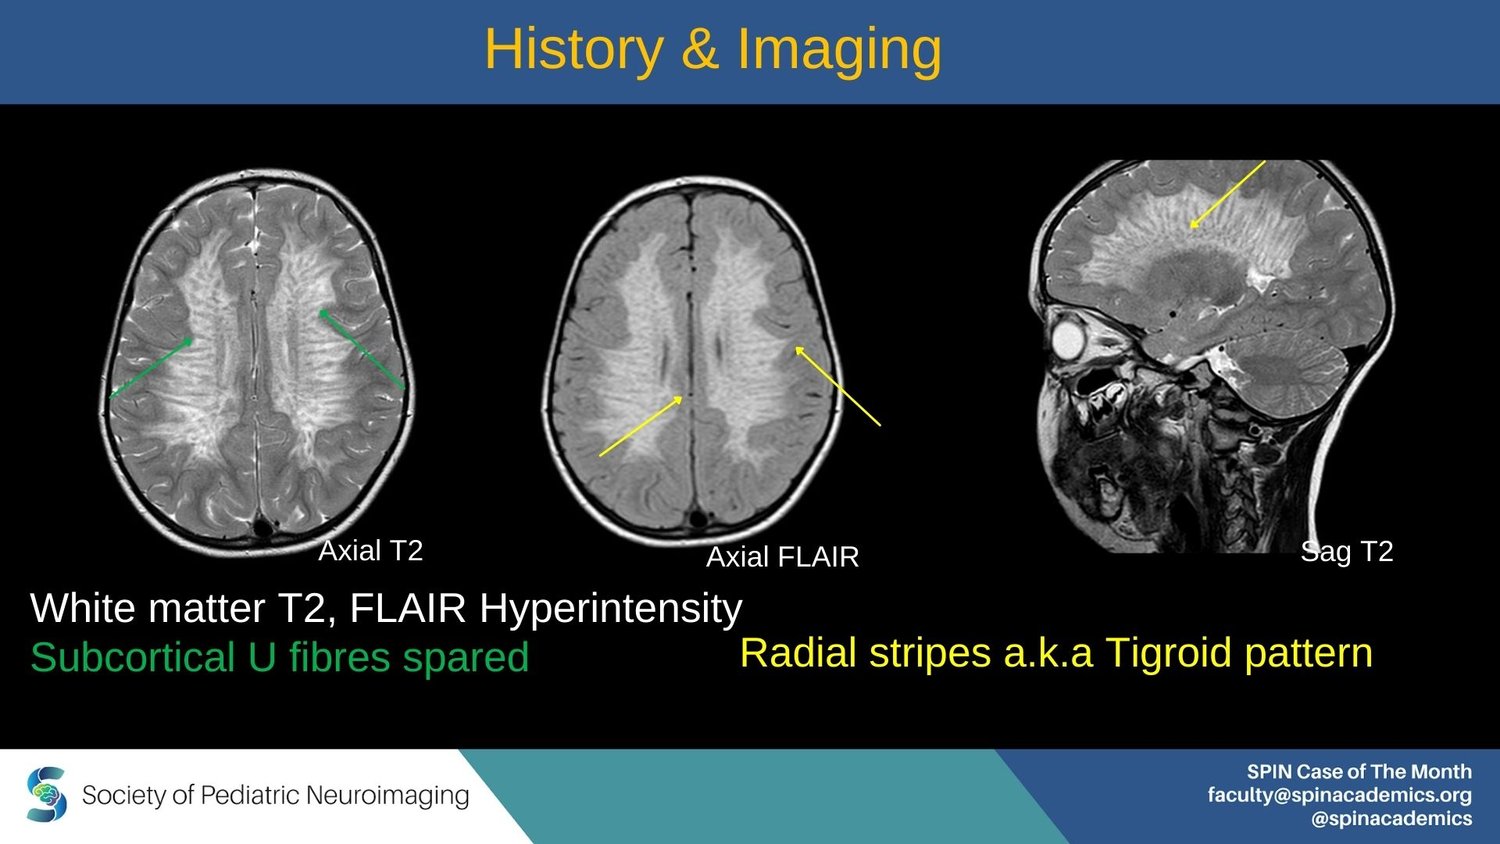 History & Imaging
Axial T2
Axial FLAIR
Sag T2
White matter T2, FLAIR Hyperintensity
Subcortical U fibres spared
Radial stripes a.k.a Tigroid pattern
Society of Pediatric Neuroimaging
SPIN Case of The Month
faculty@spinacademics.org
@spinacademics